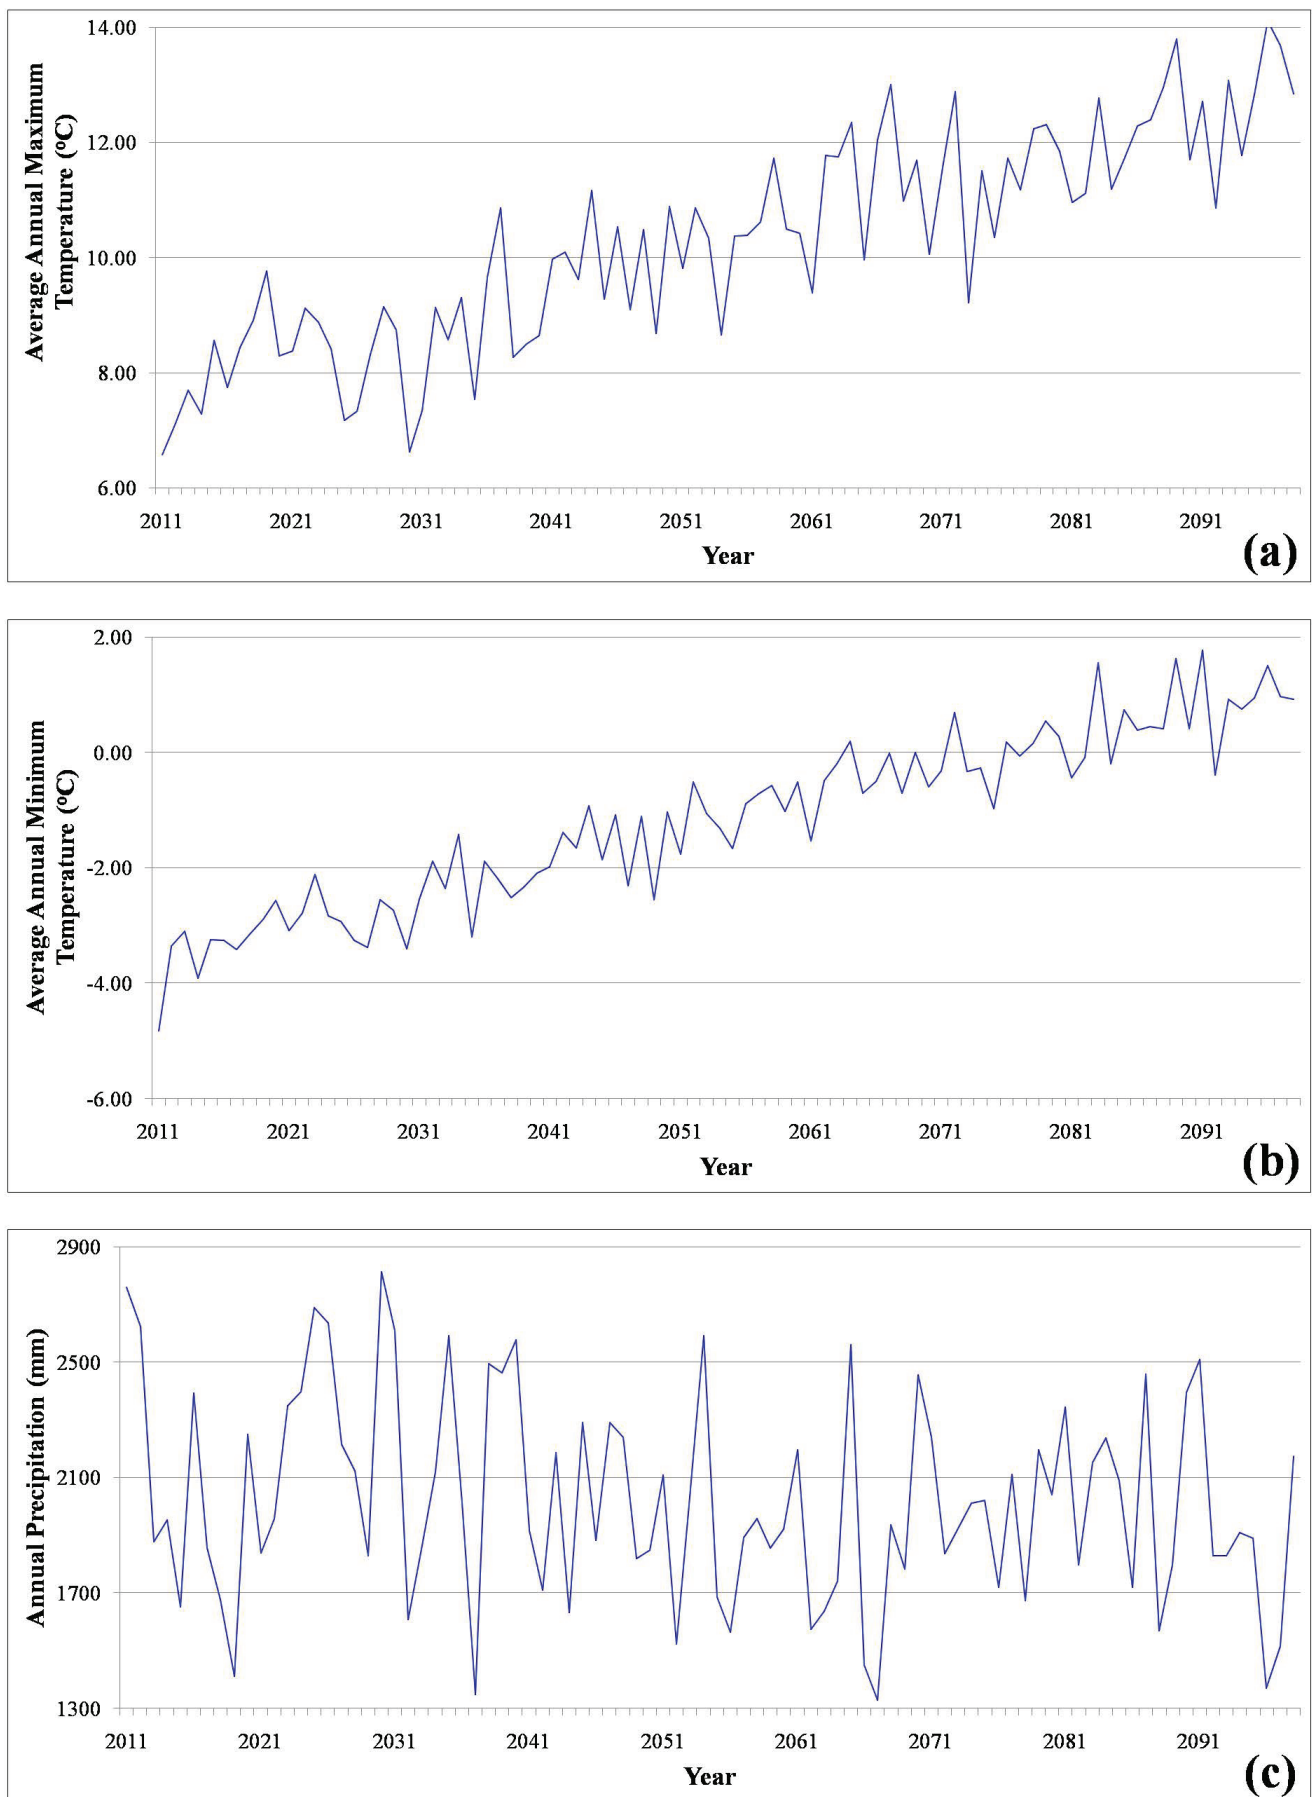 14.00
12.00
10.00
8.00
6.00
Average Annual Maximum
Temperature (°C)
2011 2021 2031 2041 2051 2061 2071 2081 2091
Year
(a)
2.00
0.00
-2.00
-4.00
-6.00
Average Annual Minimum
Temperature (°C)
2011 2021 2031 2041 2051 2061 2071 2081 2091
Year
(b)
2900
2500
2100
1700
1300
Annual Precipitation (mm)
2011 2021 2031 2041 2051 2061 2071 2081 2091
Year
(c)